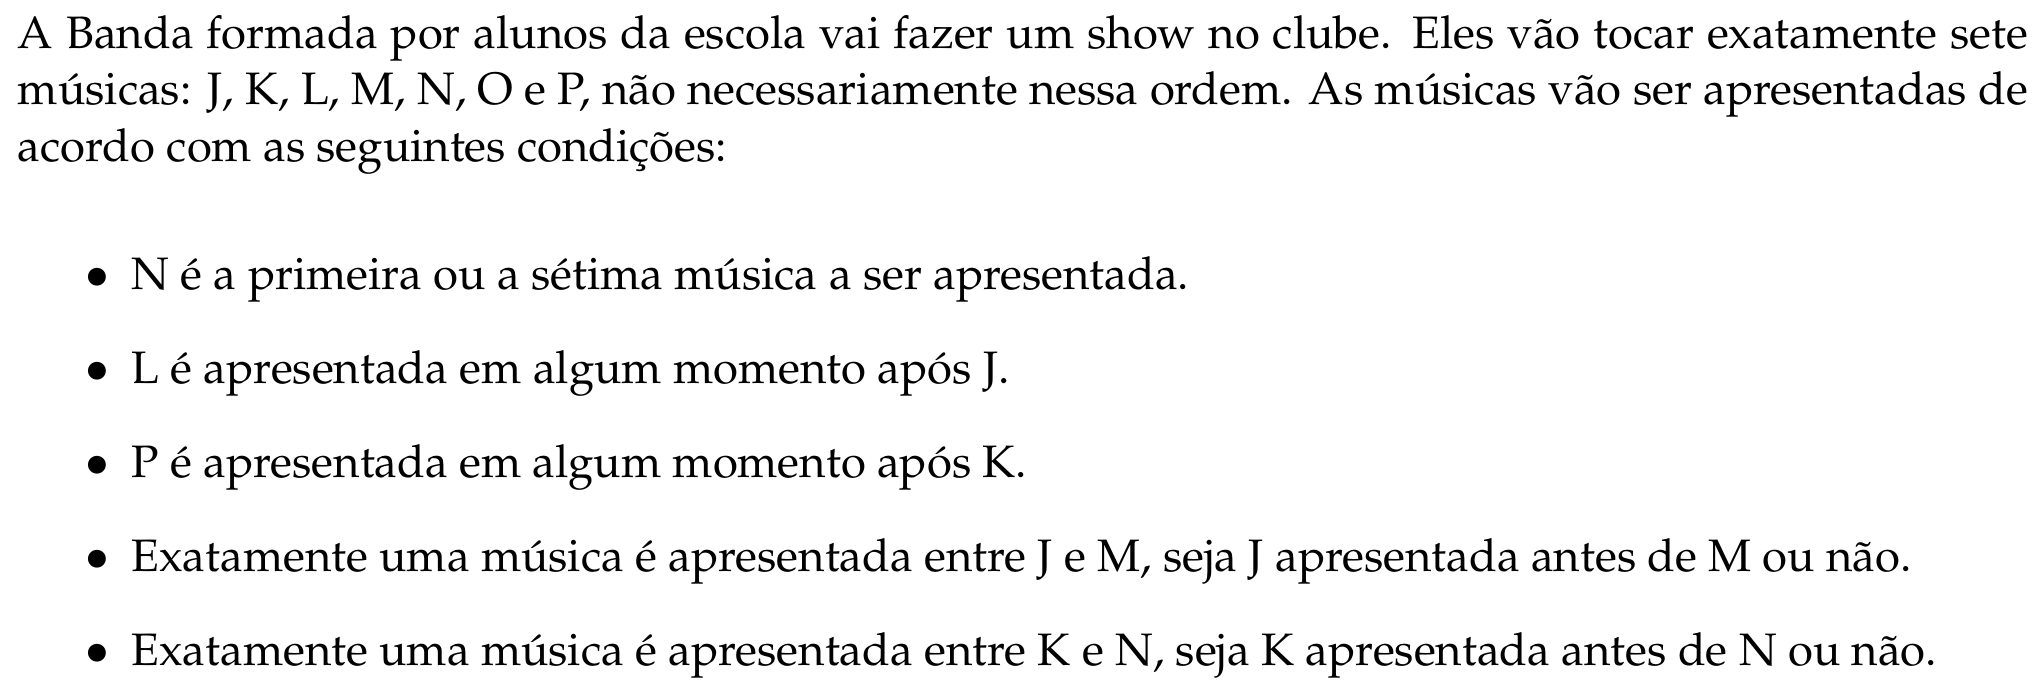 A Banda formada por alunos da escola vai fazer um show no clube. Eles vão tocar exatamente sete
músicas: J, K, L, M, N, O e P, não necessariamente nessa ordem. As músicas vão ser apresentadas de
acordo com as seguintes condições:
• N é a primeira ou a sétima música a ser apresentada.
• L é apresentada em algum momento após J.
• P é apresentada em algum momento após K.
• Exatamente uma música é apresentada entre J e M, seja J apresentada antes de M ou não.
• Exatamente uma música é apresentada entre K e N, seja K apresentada antes de N ou não.